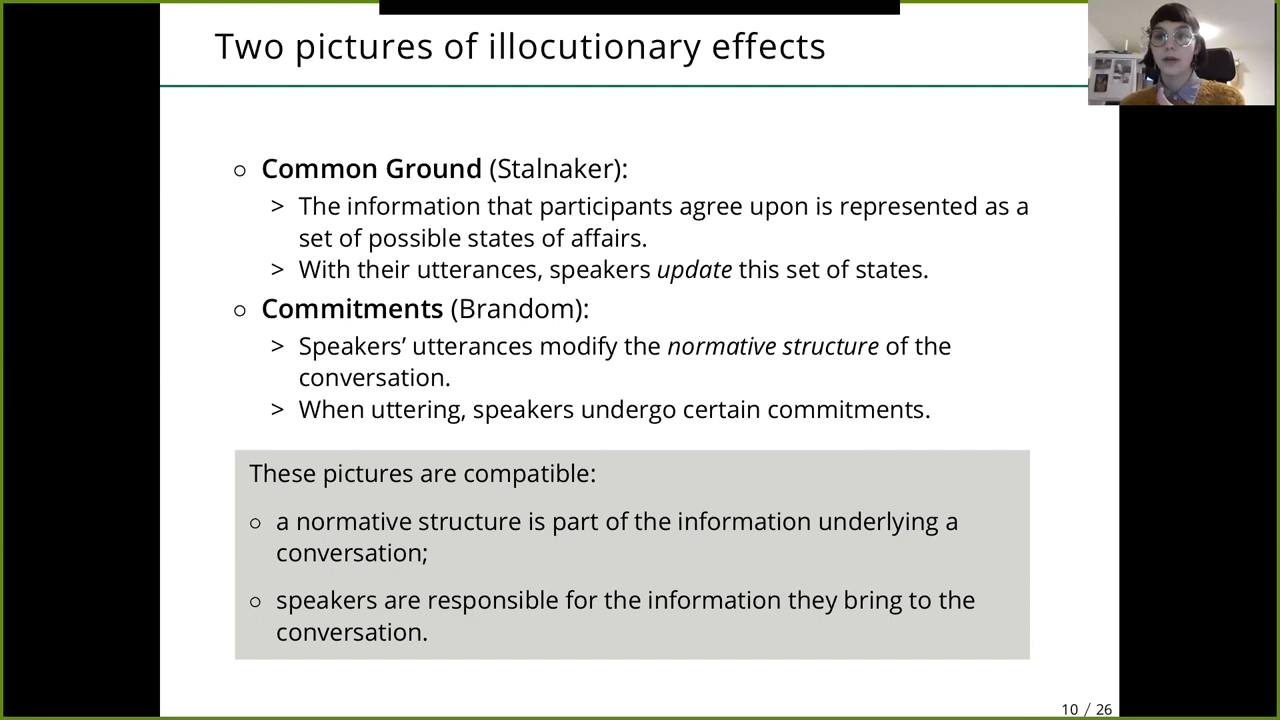 Two pictures of illocutionary effects
○ Common Ground (Stalnaker):
> The information that participants agree upon is represented as a
set of possible states of affairs.
> With their utterances, speakers update this set of states.
○ Commitments (Brandom):
> Speakers’ utterances modify the normative structure of the
conversation.
> When uttering, speakers undergo certain commitments.
These pictures are compatible:
○ a normative structure is part of the information underlying a
conversation;
○ speakers are responsible for the information they bring to the
conversation.
10 / 26